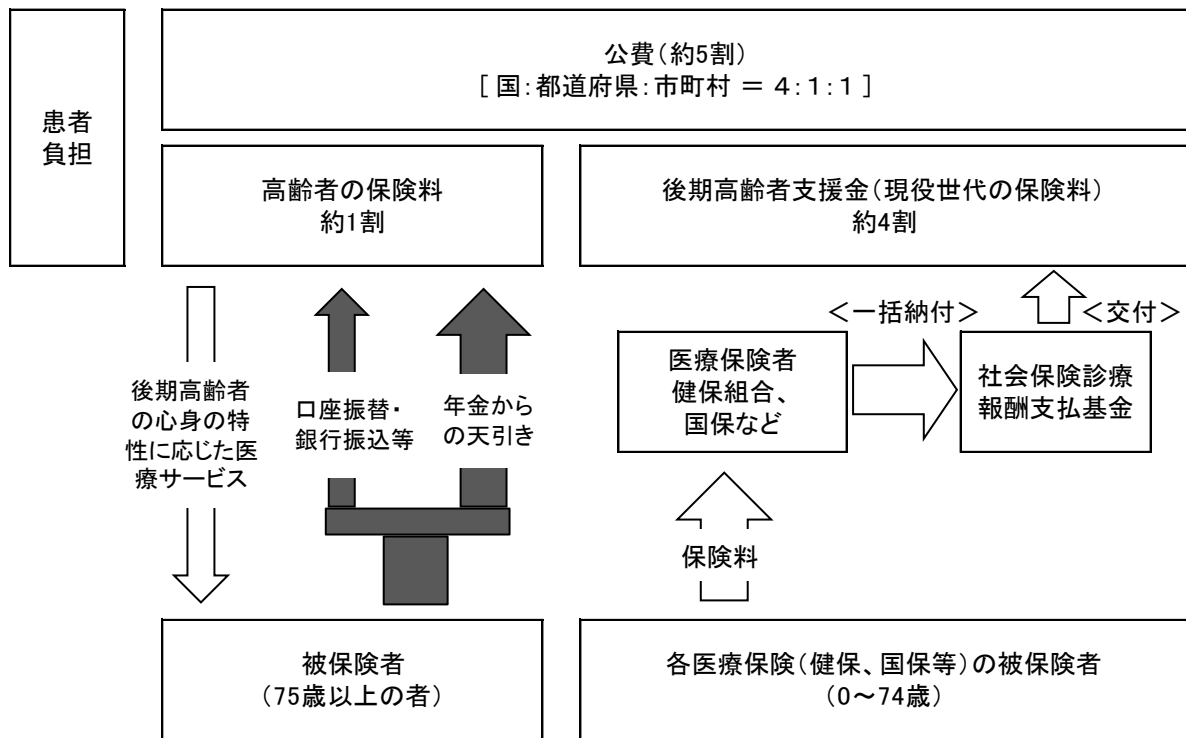 公費（約5割）
［ 国：都道府県：市町村 ＝ ４：１：１ ］
患者
負担
高齢者の保険料
約1割
後期高齢者支援金（現役世代の保険料）
約4割
＜一括納付＞
＜交付＞
医療保険者
健保組合、
国保など
社会保険診療
報酬支払基金
後期高齢者
の心身の特
性に応じた医
療サービス
口座振替・
銀行振込等
年金から
の天引き
保険料
被保険者
（75歳以上の者）
各医療保険（健保、国保等）の被保険者
（0～74歳）